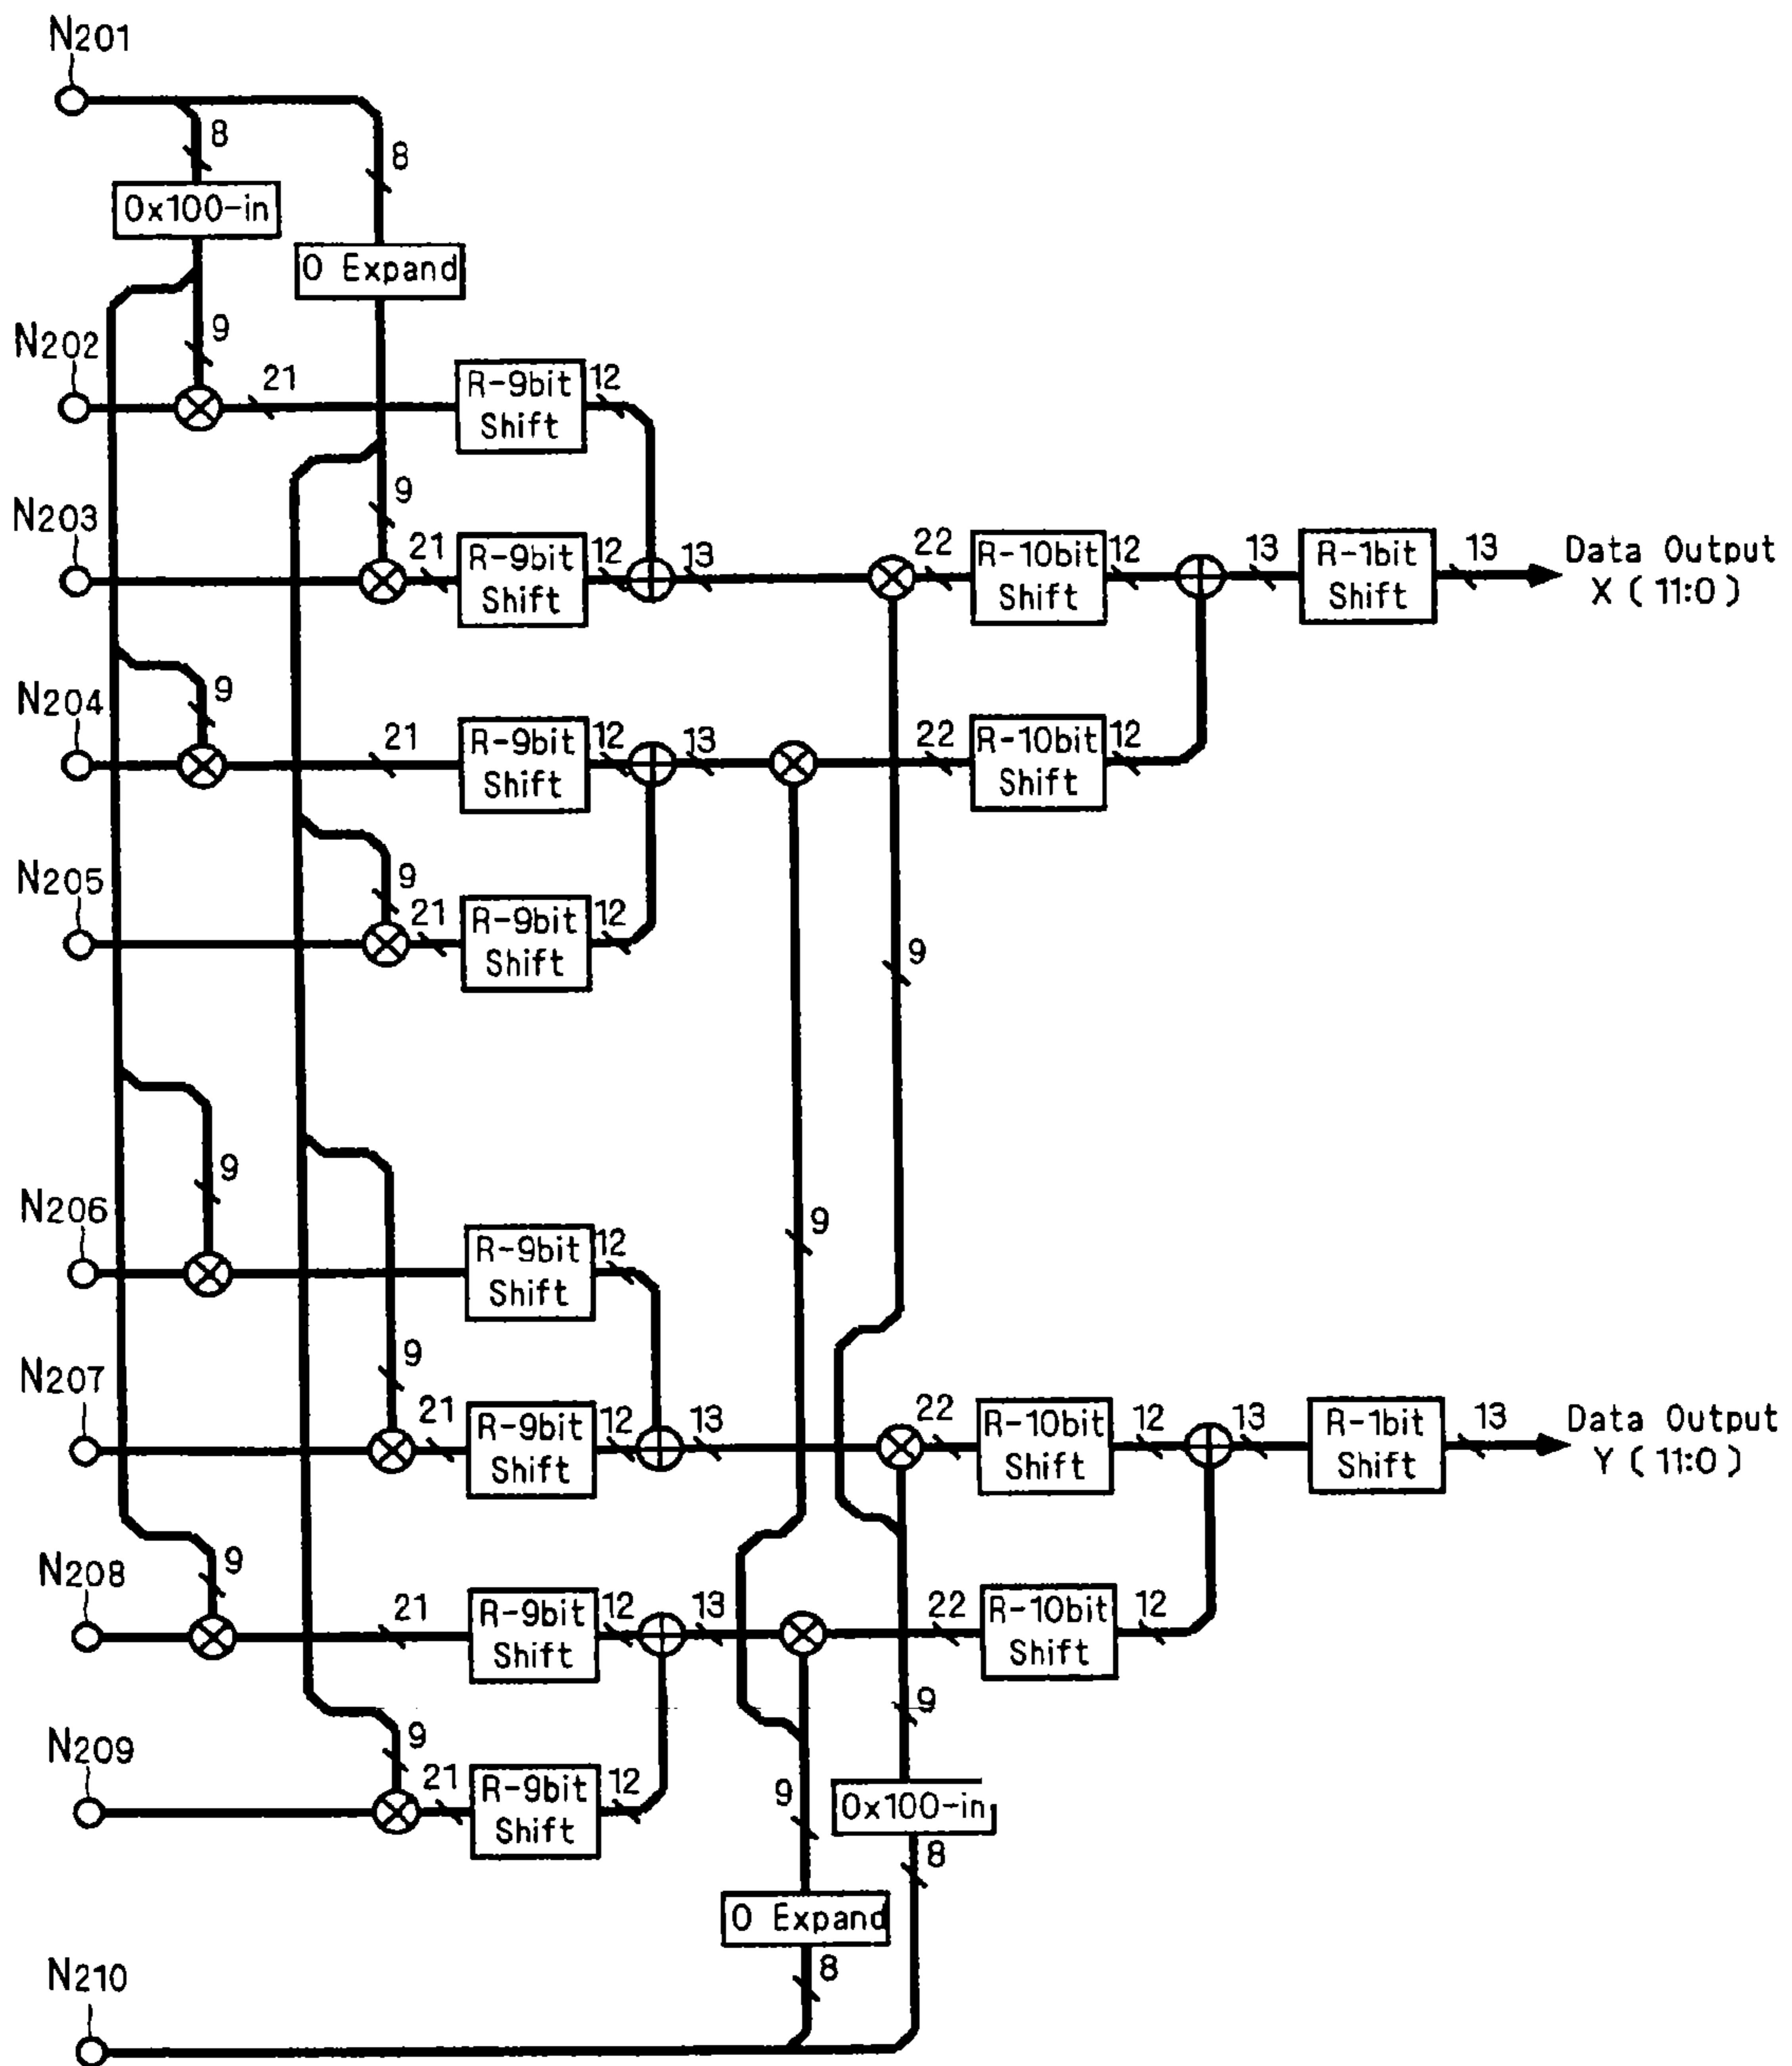 N201
8
8
0x100-in
0 Expand
N202
9
21
R-9bit
Shift
12
N203
9
21
R-9bit
Shift
12
13
22
R-10bit
Shift
12
13
R-1bit
Shift
13
Data Output
X ( 11:0 )
N204
9
21
R-9bit
Shift
12
13
22
R-10bit
Shift
12
N205
9
21
R-9bit
Shift
12
9
N206
9
R-9bit
Shift
12
9
N207
9
21
R-9bit
Shift
12
13
22
R-10bit
Shift
12
13
R-1bit
Shift
13
Data Output
Y ( 11:0 )
N208
9
21
R-9bit
Shift
12
13
22
R-10bit
Shift
12
N209
9
21
R-9bit
Shift
12
9
9
0x100-in
8
0 Expand
8
N210